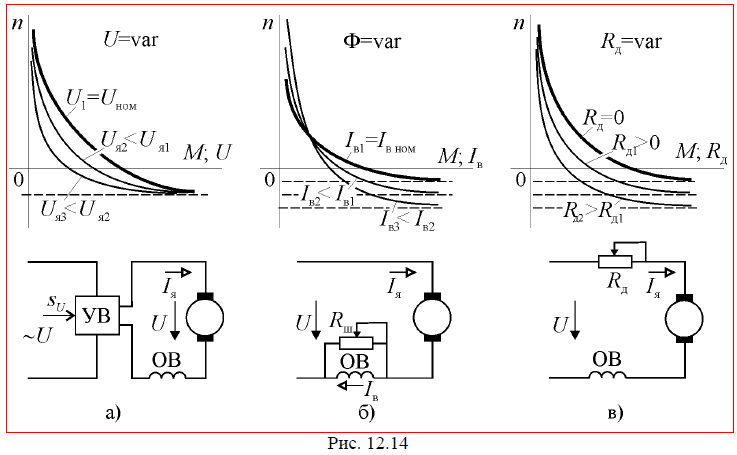 n
U=var
U₁=Uном
Uя2<Uя1
M; U
0
Uя3<Uя2
n
Ф=var
Iв1=Iв ном
M; Iв
0
Iв2<Iв1
Iв3<Iв2
n
Rд=var
Rд=0
Rд1>0
M; Rд
0
Rд2>Rд1
sU
~U
УВ
Iя
U
ОВ
а)
Iя
U
Rш
ОВ
Iв
б)
Rд
Iя
U
ОВ
в)
Рис. 12.14